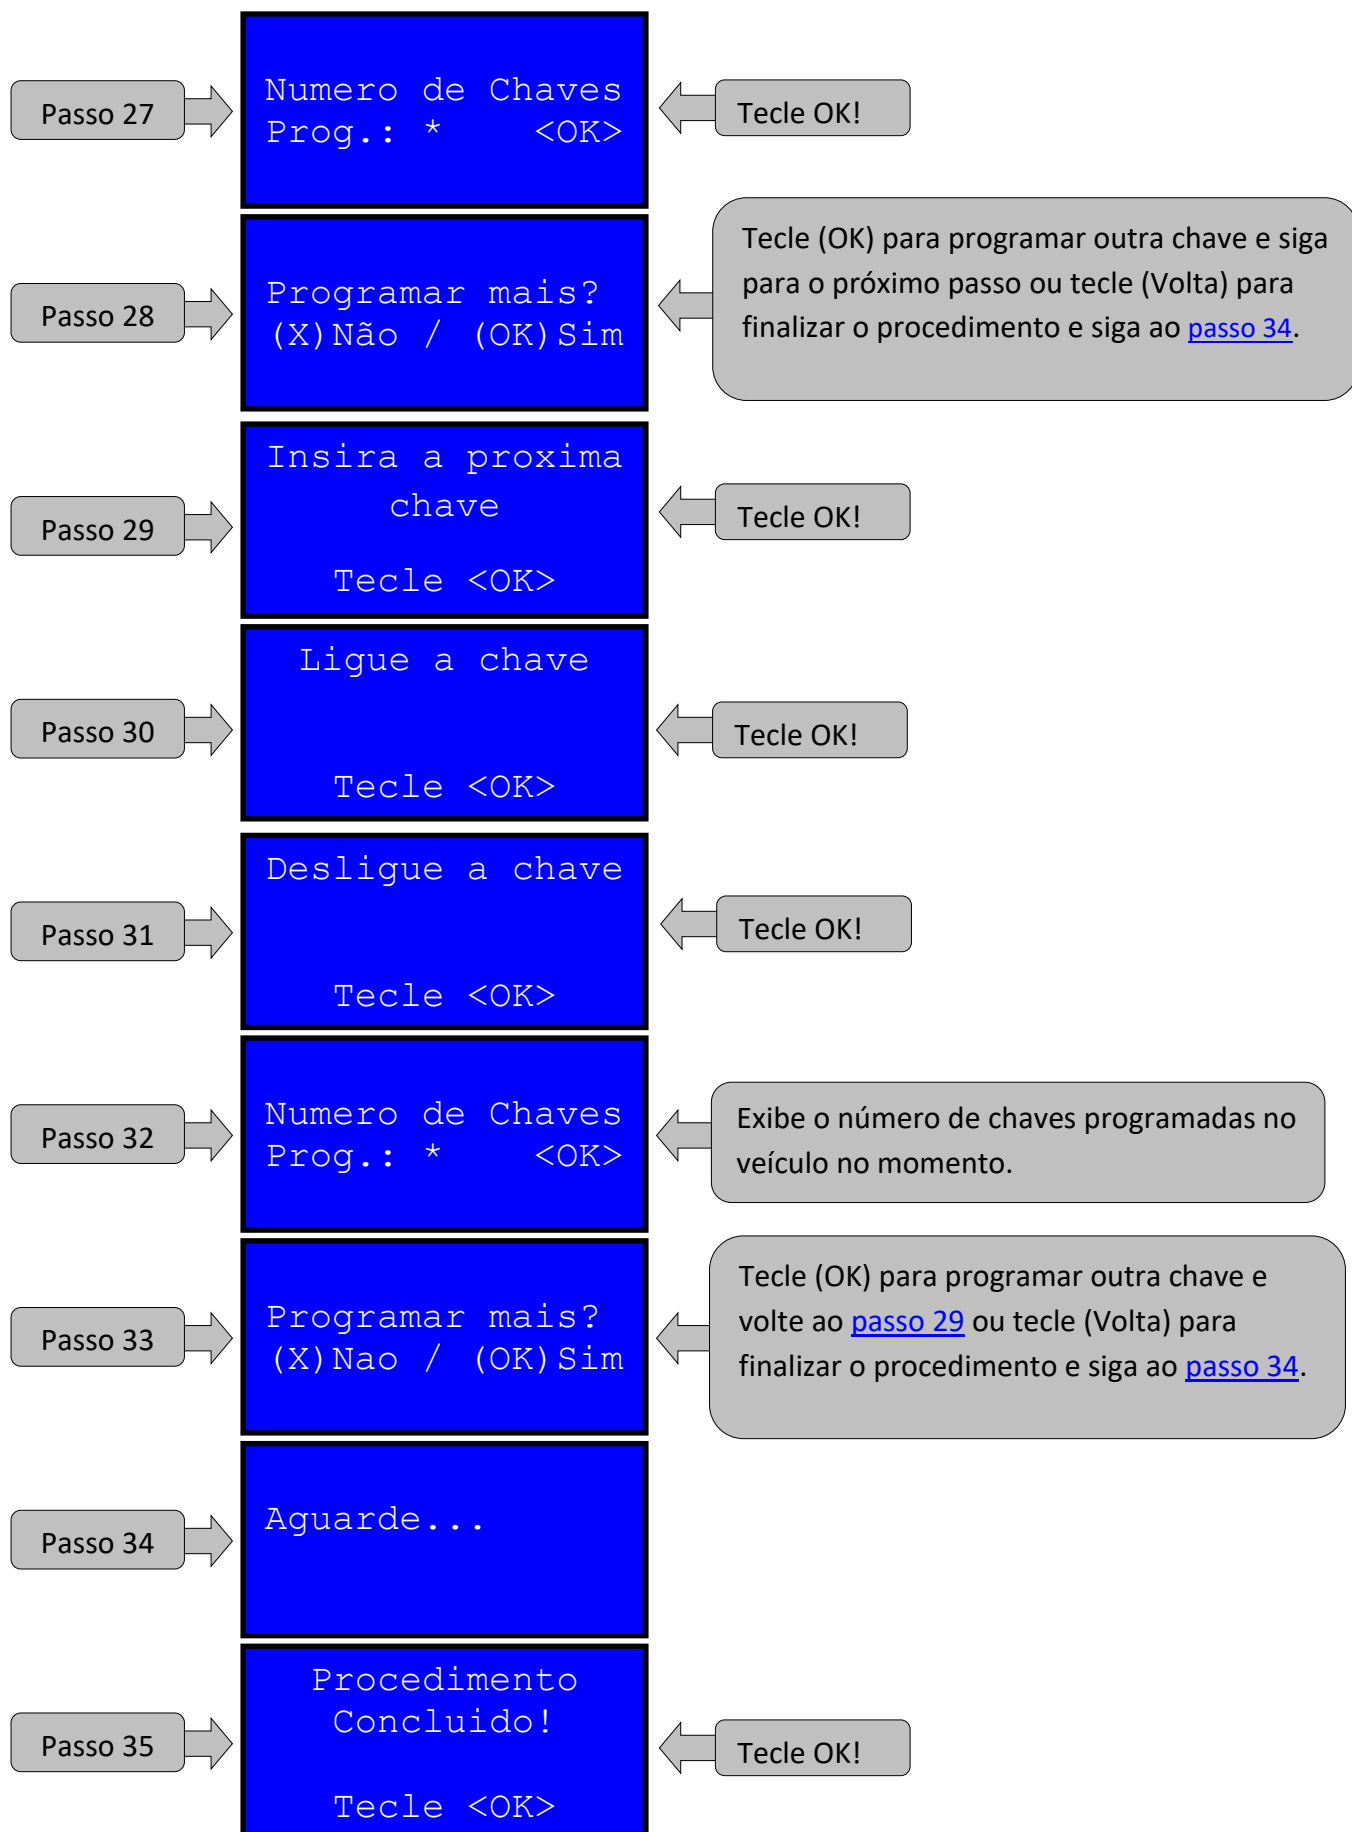 Passo 27
Numero de Chaves
Prog.: * <OK>
Tecle OK!
Passo 28
Programar mais?
(X)Não / (OK)Sim
Tecle (OK) para programar outra chave e siga
para o próximo passo ou tecle (Volta) para
finalizar o procedimento e siga ao passo 34.
Passo 29
Insira a proxima
chave
Tecle <OK>
Tecle OK!
Passo 30
Ligue a chave
Tecle <OK>
Tecle OK!
Passo 31
Desligue a chave
Tecle <OK>
Tecle OK!
Passo 32
Numero de Chaves
Prog.: * <OK>
Exibe o número de chaves programadas no
veículo no momento.
Passo 33
Programar mais?
(X)Nao / (OK)Sim
Tecle (OK) para programar outra chave e
volte ao passo 29 ou tecle (Volta) para
finalizar o procedimento e siga ao passo 34.
Passo 34
Aguarde...
Passo 35
Procedimento
Concluido!
Tecle <OK>
Tecle OK!